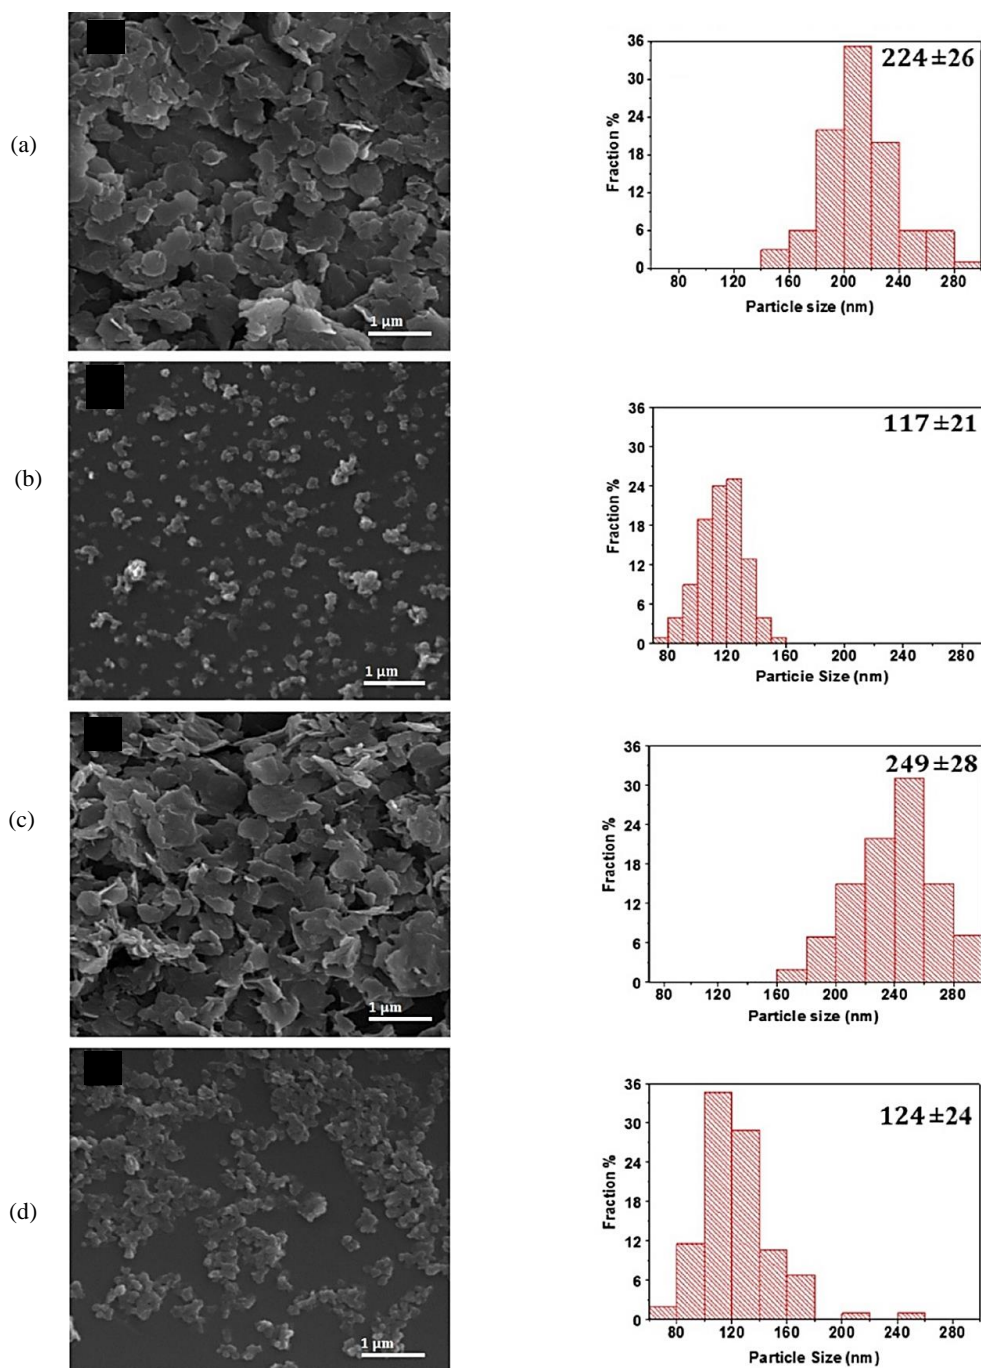 (a)
1 µm
36
30
24
18
12
6
0
Fraction %
224 ±26
80 120 160 200 240 280
Particle size (nm)
(b)
1 µm
36
30
24
18
12
6
0
Fraction %
117 ±21
80 120 160 200 240 280
Particie Size (nm)
(c)
1 µm
36
30
24
18
12
6
0
Fraction %
249 ±28
80 120 160 200 240 280
Particle size (nm)
(d)
1 µm
36
30
24
18
12
6
0
Fraction %
124 ±24
80 120 160 200 240 280
Particle Size (nm)